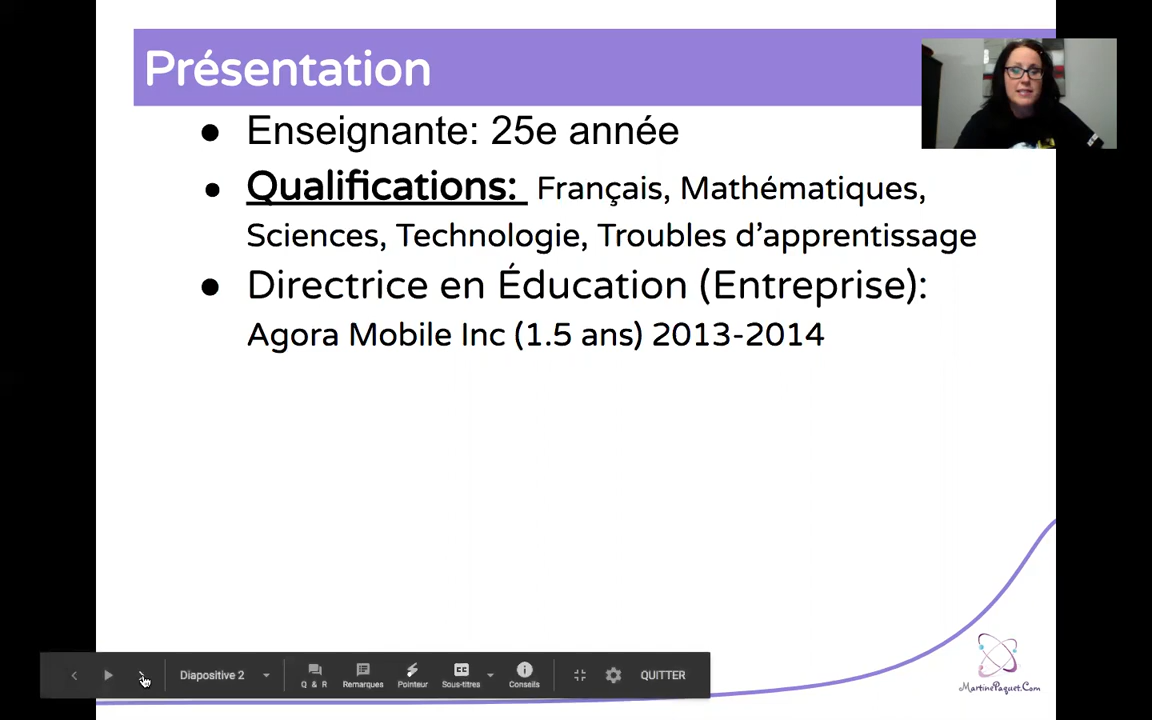 Présentation
● Enseignante: 25e année
● Qualifications: Français, Mathématiques,
Sciences, Technologie, Troubles d’apprentissage
● Directrice en Éducation (Entreprise):
Agora Mobile Inc (1.5 ans) 2013-2014
Diapositive 2
Q & R
Remarques
Pointeur
CC
Sous-titres
Conseils
QUITTER
MartinePaquet.Com